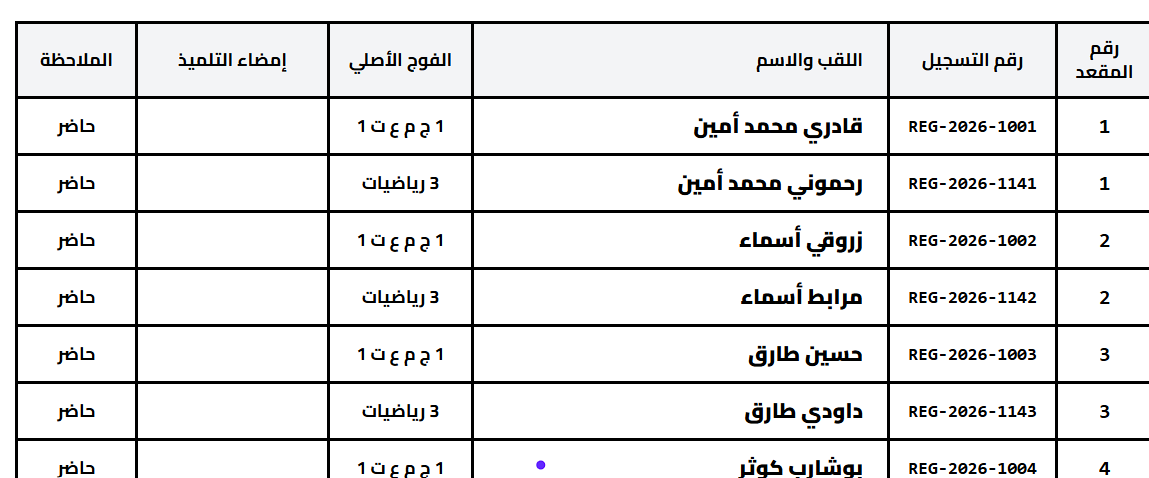 رقم المقعد رقم التسجيل اللقب والاسم الفوج الأصلي إمضاء التلميذ الملاحظة
1 REG-2026-1001 قادري محمد أمين 1 ج م ع ت 1 حاضر
1 REG-2026-1141 رحموني محمد أمين 3 رياضيات حاضر
2 REG-2026-1002 زروقي أسماء 1 ج م ع ت 1 حاضر
2 REG-2026-1142 مرابط أسماء 3 رياضيات حاضر
3 REG-2026-1003 حسين طارق 1 ج م ع ت 1 حاضر
3 REG-2026-1143 داودي طارق 3 رياضيات حاضر
4 REG-2026-1004 بوشارب كوثر 1 ج م ع ت 1 حاضر